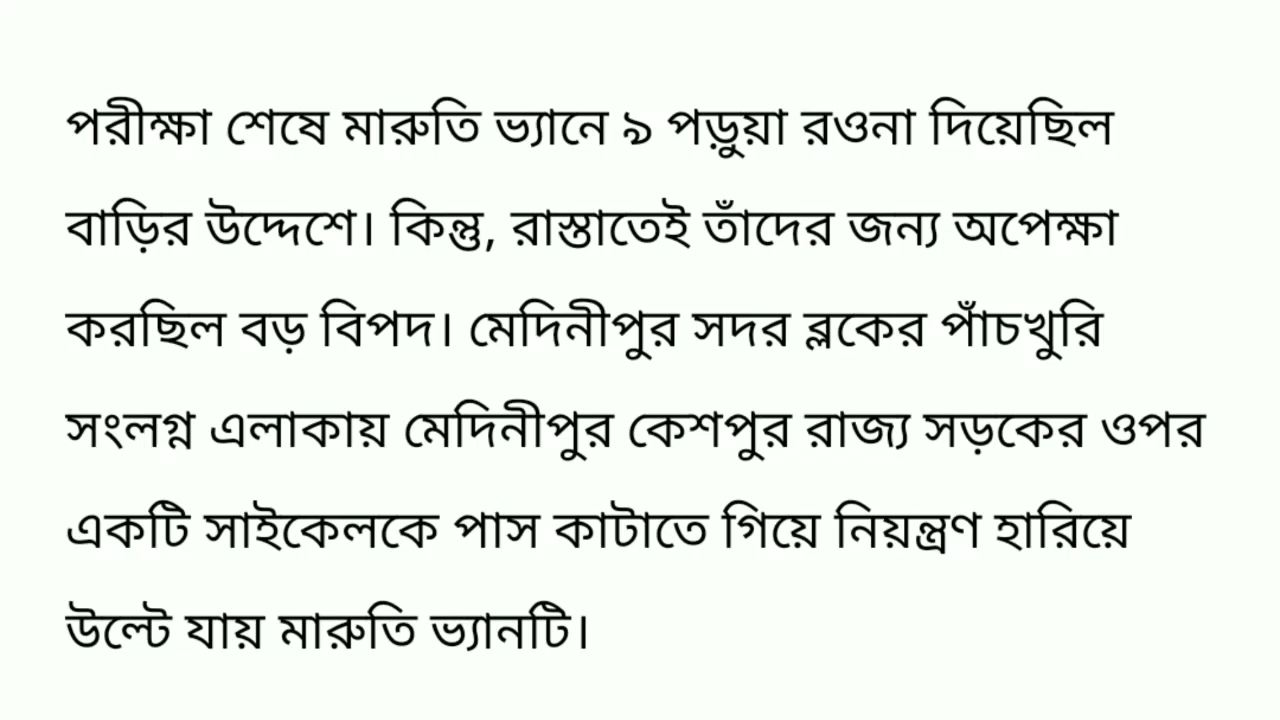 পরীক্ষা শেষে মারুতি ভ্যানে ৯ পড়ুয়া রওনা দিয়েছিল
বাড়ির উদ্দেশে। কিন্তু, রাস্তাতেই তাঁদের জন্য অপেক্ষা
করছিল বড় বিপদ। মেদিনীপুর সদর ব্লকের পাঁচখুরি
সংলগ্ন এলাকায় মেদিনীপুর কেশপুর রাজ্য সড়কের ওপর
একটি সাইকেলকে পাস কাটাতে গিয়ে নিয়ন্ত্রণ হারিয়ে
উল্টে যায় মারুতি ভ্যানটি।